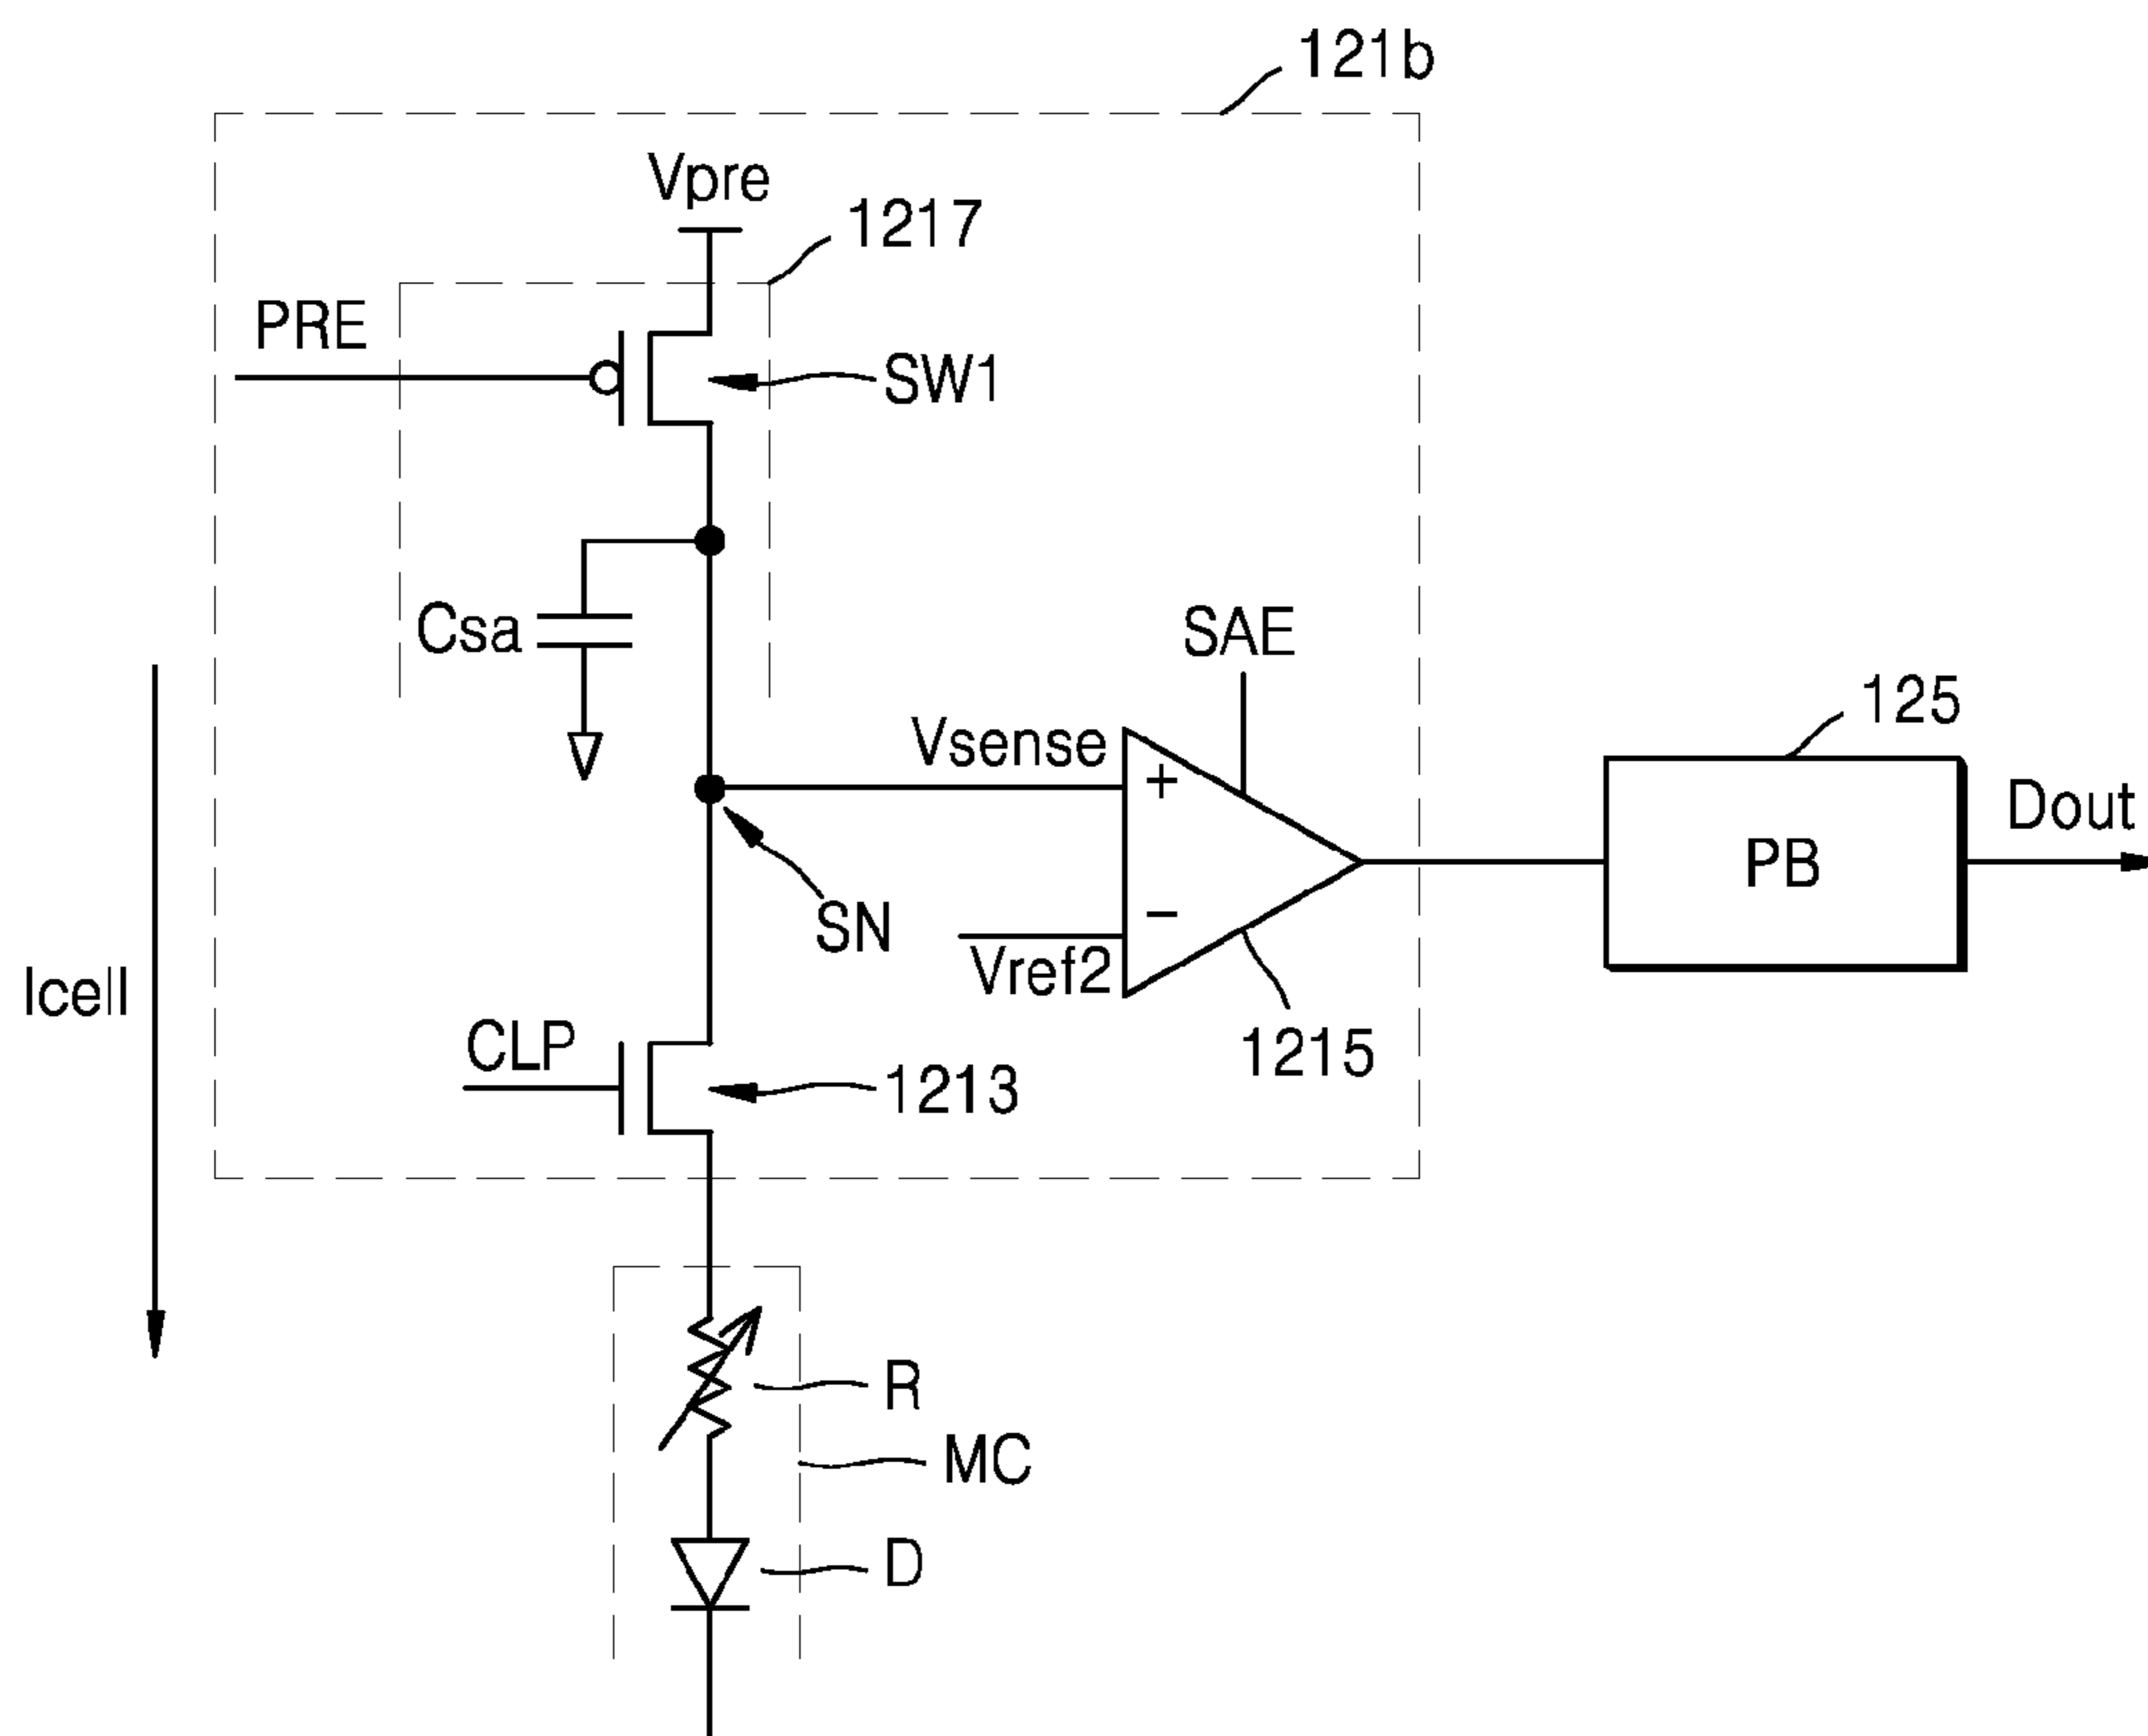 121b
Vpre
1217
PRE
SW1
Csa
SAE
Vsense
+
125
Dout
PB
SN
−
Vref2
Icell
CLP
1215
1213
R
MC
D